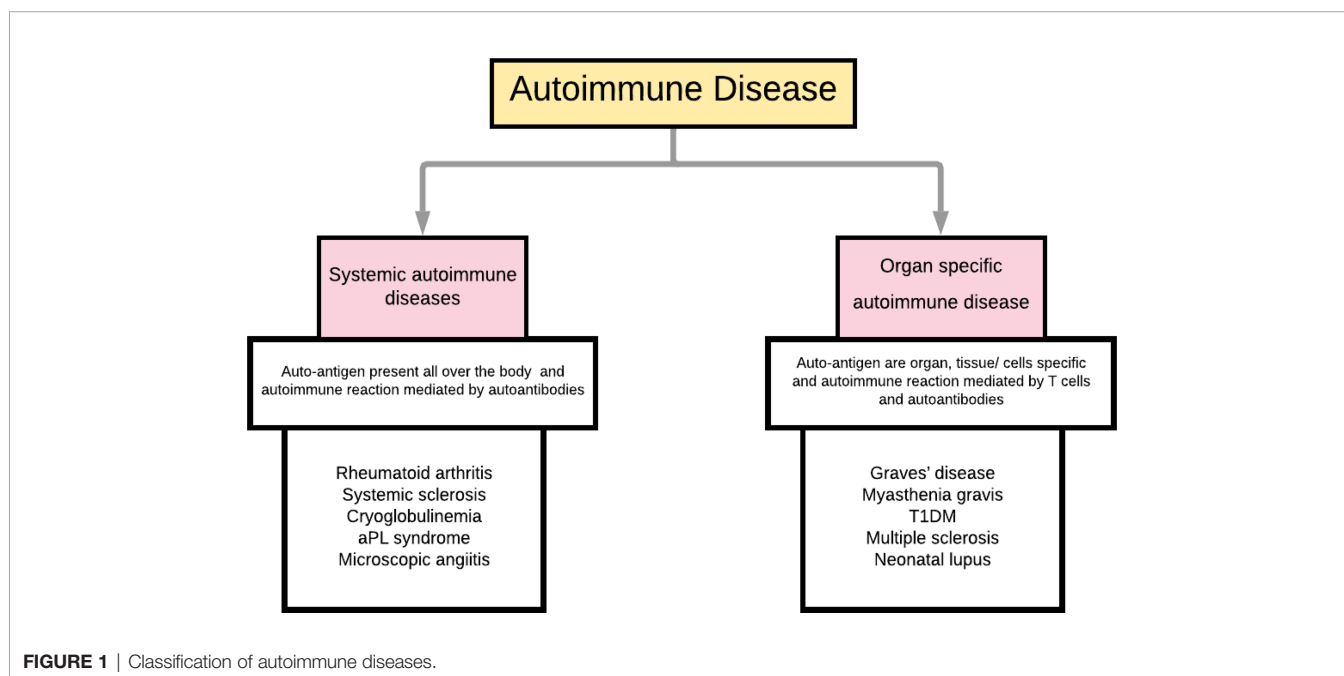 Autoimmune Disease
Systemic autoimmune
diseases
Auto-antigen present all over the body and
autoimmune reaction mediated by autoantibodies
Rheumatoid arthritis
Systemic sclerosis
Cryoglobulinemia
aPL syndrome
Microscopic angiitis
Organ specific
autoimmune disease
Auto-antigen are organ, tissue/ cells specific
and autoimmune reaction mediated by T cells
and autoantibodies
Graves' disease
Myasthenia gravis
T1DM
Multiple sclerosis
Neonatal lupus
FIGURE 1 | Classification of autoimmune diseases.